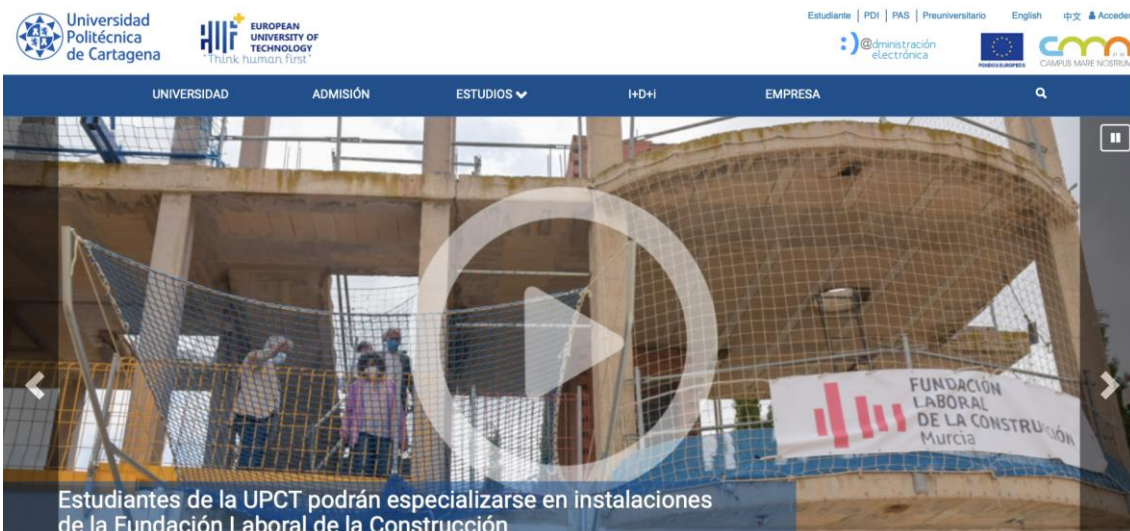 Universidad
Politécnica
de Cartagena
EUROPEAN
UNIVERSITY OF
TECHNOLOGY
"Think human first"
Estudiante | PDI | PAS | Preuniversitario English 中文 Acceder
:)@dministración
electrónica
FONDOS EUROPEOS
CAMPUS MARE NOSTRUM
UNIVERSIDAD ADMISIÓN ESTUDIOS I+D+i EMPRESA
FUNDACIÓN
LABORAL
DE LA CONSTRUCCIÓN
Murcia
Estudiantes de la UPCT podrán especializarse en instalaciones
de la Fundación Laboral de la Construcción